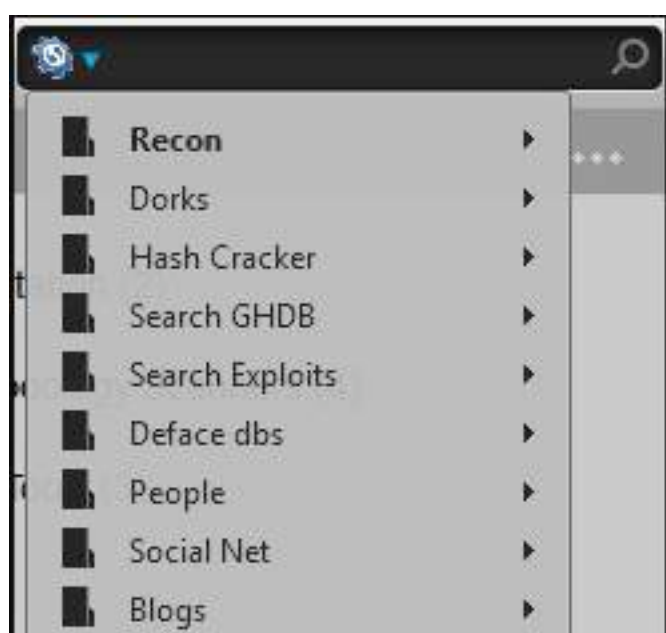 Recon
Dorks
Hash Cracker
Search GHDB
Search Exploits
Deface dbs
People
Social Net
Blogs